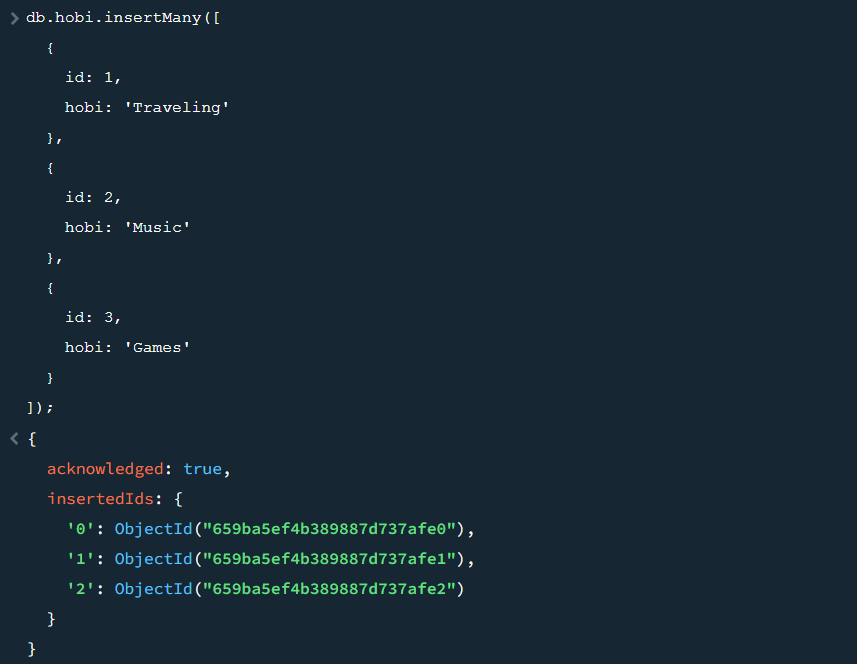 db.hobi.insertMany([
{
id: 1,
hobi: 'Traveling'
},
{
id: 2,
hobi: 'Music'
},
{
id: 3,
hobi: 'Games'
}
]);
{
acknowledged: true,
insertedIds: {
'0': ObjectId("659ba5ef4b389887d737afe0"),
'1': ObjectId("659ba5ef4b389887d737afe1"),
'2': ObjectId("659ba5ef4b389887d737afe2")
}
}